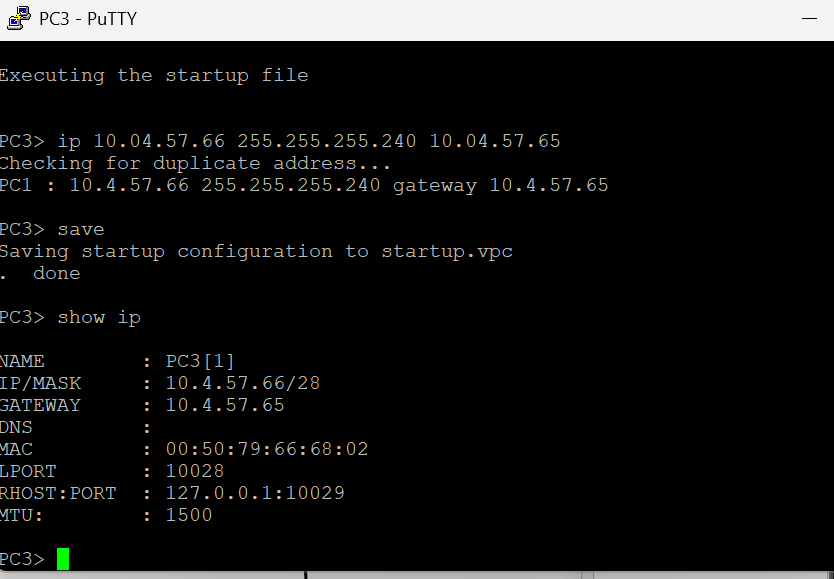 PC3 - PuTTY
Executing the startup file
PC3> ip 10.04.57.66 255.255.255.240 10.04.57.65
Checking for duplicate address...
PC1 : 10.4.57.66 255.255.255.240 gateway 10.4.57.65
PC3> save
Saving startup configuration to startup.vpc
.  done
PC3> show ip
NAME        : PC3[1]
IP/MASK     : 10.4.57.66/28
GATEWAY     : 10.4.57.65
DNS         :
MAC         : 00:50:79:66:68:02
LPORT       : 10028
RHOST:PORT  : 127.0.0.1:10029
MTU:        : 1500
PC3>